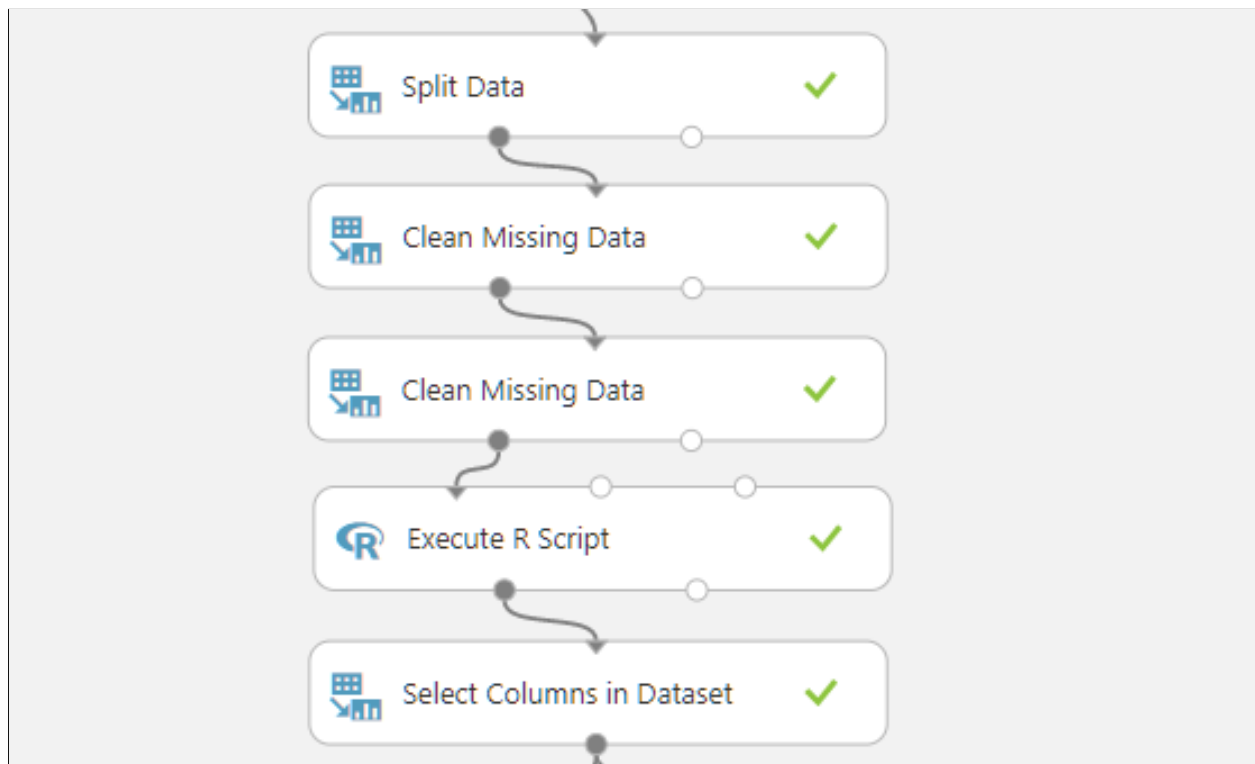 Split Data
Clean Missing Data
Clean Missing Data
Execute R Script
Select Columns in Dataset